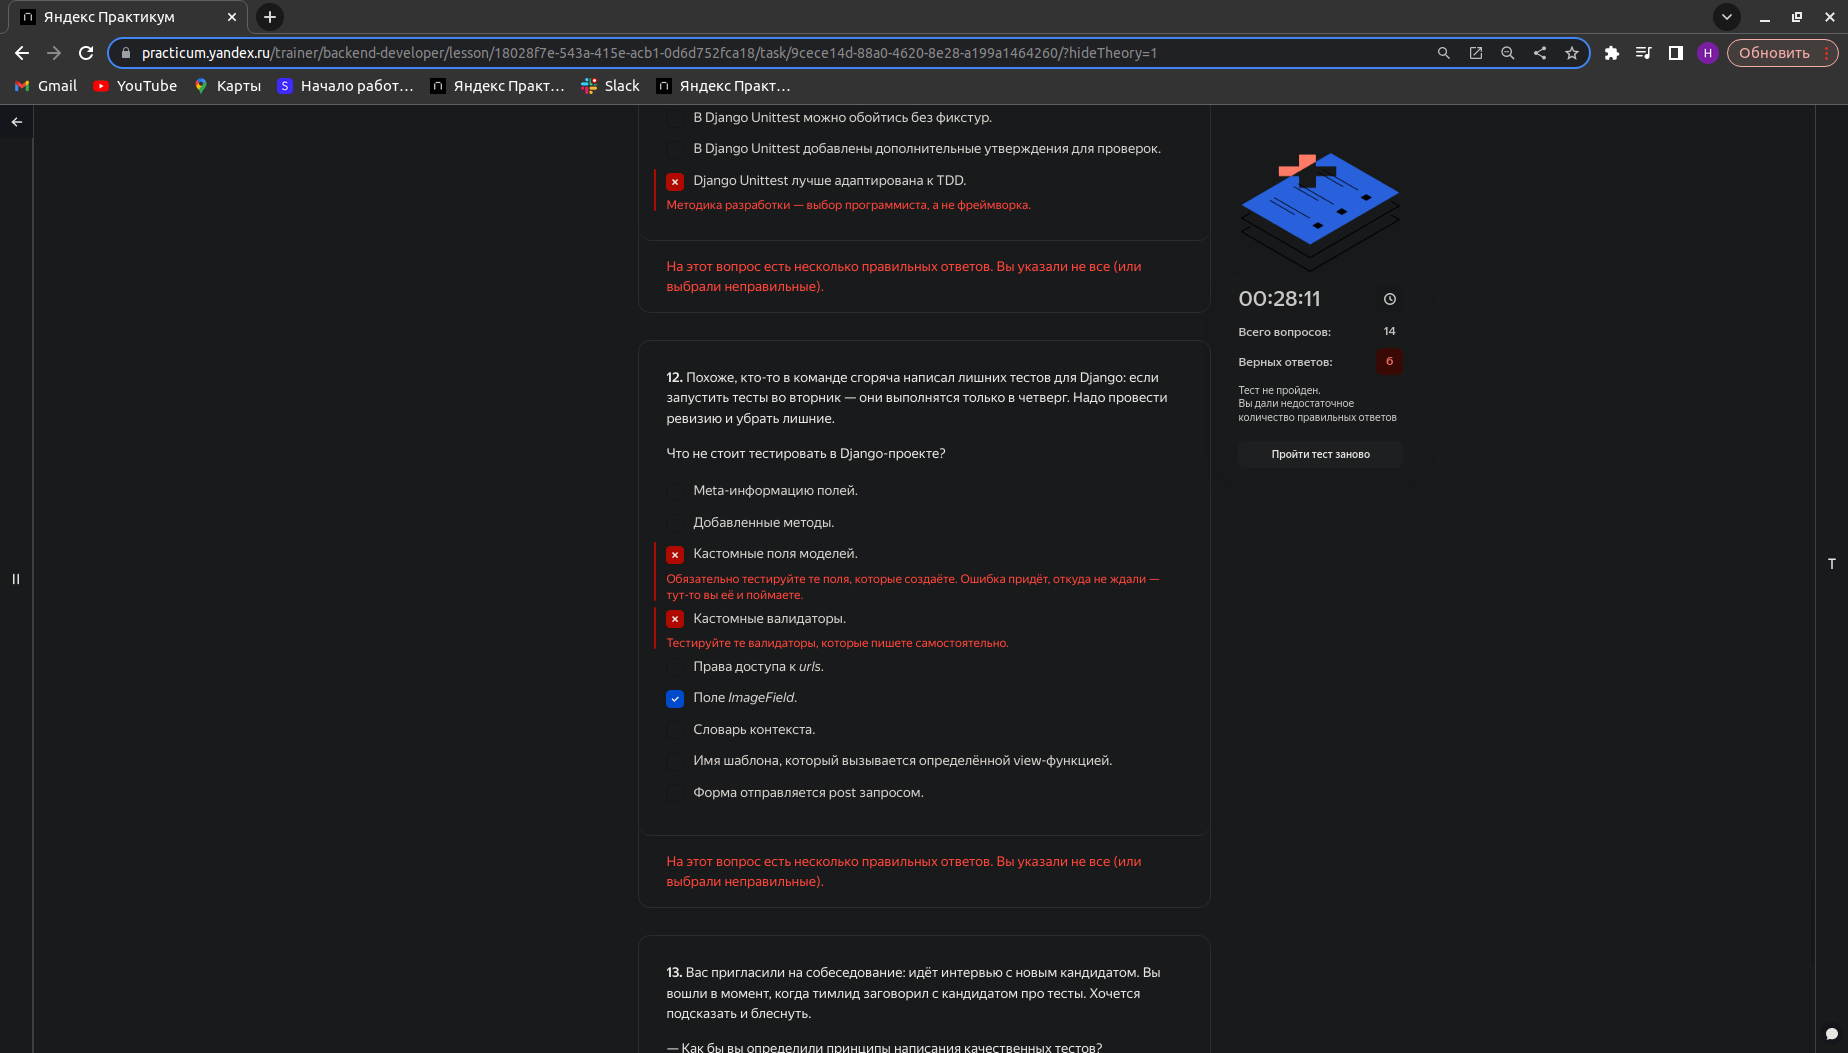 Яндекс Практикум
practicum.yandex.ru/trainer/backend-developer/lesson/18028f7e-543a-415e-acb1-0d6d752fca18/task/9cece14d-88a0-4620-8e28-a199a1464260/?hideTheory=1
Н
Обновить
Gmail
YouTube
Карты
S
Начало работ...
Яндекс Практ...
Slack
Яндекс Практ...
В Django Unittest можно обойтись без фикстур.
В Django Unittest добавлены дополнительные утверждения для проверок.
Django Unittest лучше адаптирована к TDD.
Методика разработки — выбор программиста, а не фреймворка.
На этот вопрос есть несколько правильных ответов. Вы указали не все (или
выбрали неправильные).
12. Похоже, кто-то в команде сгоряча написал лишних тестов для Django: если
запустить тесты во вторник — они выполнятся только в четверг. Надо провести
ревизию и убрать лишние.
Что не стоит тестировать в Django-проекте?
Meta-информацию полей.
Добавленные методы.
Кастомные поля моделей.
Обязательно тестируйте те поля, которые создаёте. Ошибка придёт, откуда не ждали —
тут-то вы её и поймаете.
Кастомные валидаторы.
Тестируйте те валидаторы, которые пишете самостоятельно.
Права доступа к urls.
Поле ImageField.
Словарь контекста.
Имя шаблона, который вызывается определённой view-функцией.
Форма отправляется post запросом.
На этот вопрос есть несколько правильных ответов. Вы указали не все (или
выбрали неправильные).
13. Вас пригласили на собеседование: идёт интервью с новым кандидатом. Вы
вошли в момент, когда тимлид заговорил с кандидатом про тесты. Хочется
подсказать и блеснуть.
— Как бы вы определили принципы написания качественных тестов?
00:28:11
Всего вопросов: 14
Верных ответов: 6
Тест не пройден.
Вы дали недостаточное
количество правильных ответов
Пройти тест заново
T